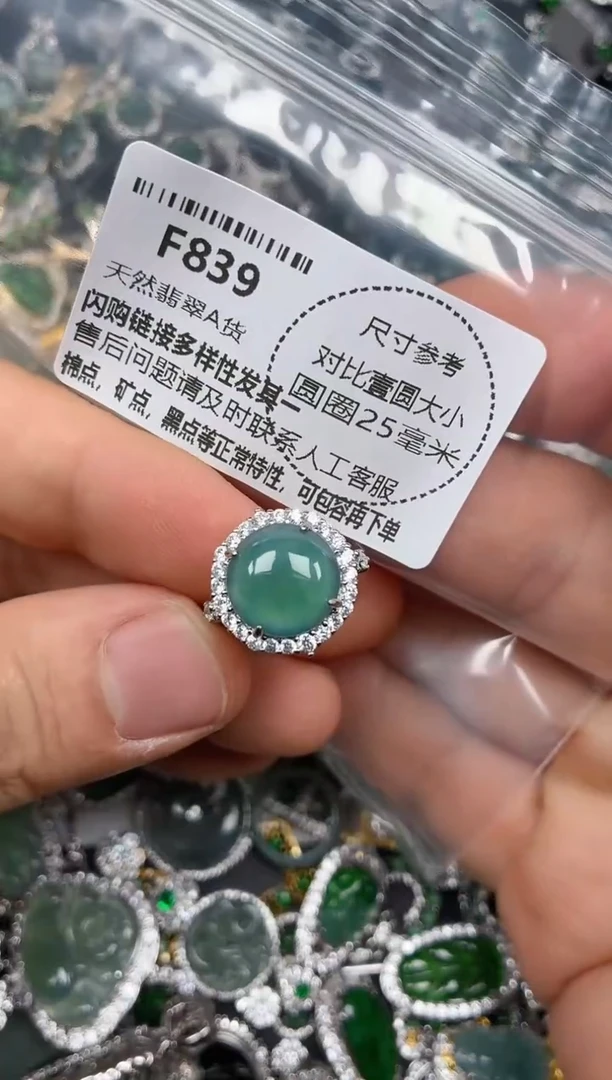 F839
天然翡翠A货
闪购链接多样性发其一
售后问题请及时联系人工客服
棉点，矿点，黑点等正常特性，可包容再下单
尺寸参考
对比壹圆大小
圆圈25毫米